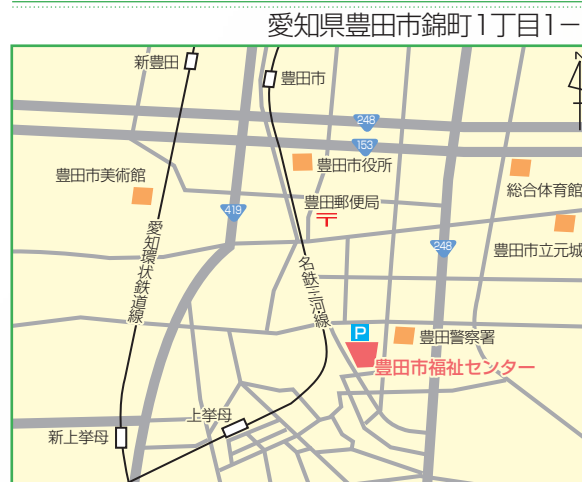 愛知県豊田市錦町1丁目1−
新豊田
豊田市
N
248
153
豊田市役所
豊田市美術館
総合体育館
豊田郵便局
〒
419
豊田市立元城
248
愛知環状鉄道線
名鉄三河線
P
豊田警察署
豊田市福祉センター
上挙母
新上挙母